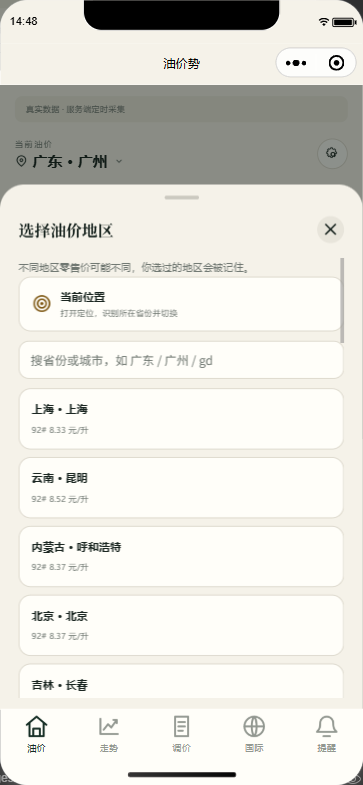 14:48
油价势
真实数据 · 服务端定时采集
当前油价
广东 · 广州
选择油价地区
不同地区零售价可能不同，你选过的地区会被记住。
当前位置
打开定位，识别所在省份并切换
搜省份或城市，如 广东 / 广州 / gd
上海 · 上海
92# 8.33 元/升
云南 · 昆明
92# 8.52 元/升
内蒙古 · 呼和浩特
92# 8.37 元/升
北京 · 北京
92# 8.37 元/升
吉林 · 长春
油价
走势
调价
国际
提醒